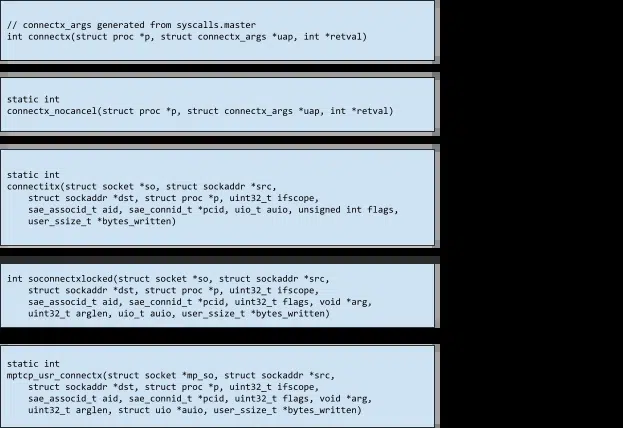 // connectx_args generated from syscalls.master
int connectx(struct proc *p, struct connectx_args *uap, int *retval)
static int
connectx_nocancel(struct proc *p, struct connectx_args *uap, int *retval)
static int
connectitx(struct socket *so, struct sockaddr *src,
struct sockaddr *dst, struct proc *p, uint32_t ifscope,
sae_associd_t aid, sae_connid_t *pcid, uio_t auio, unsigned int flags,
user_ssize_t *bytes_written)
int soconnectxlocked(struct socket *so, struct sockaddr *src,
struct sockaddr *dst, struct proc *p, uint32_t ifscope,
sae_associd_t aid, sae_connid_t *pcid, uint32_t flags, void *arg,
uint32_t arglen, uio_t auio, user_ssize_t *bytes_written)
static int
mptcp_usr_connectx(struct socket *mp_so, struct sockaddr *src,
struct sockaddr *dst, struct proc *p, uint32_t ifscope,
sae_associd_t aid, sae_connid_t *pcid, uint32_t flags, void *arg,
uint32_t arglen, struct uio *auio, user_ssize_t *bytes_written)